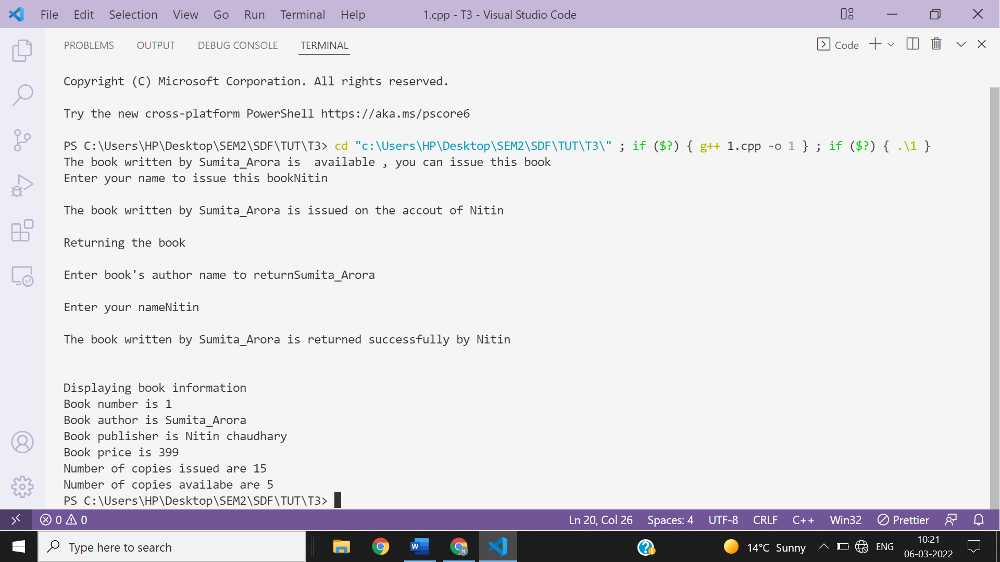 File Edit Selection View Go Run Terminal Help 1.cpp - T3 - Visual Studio Code
PROBLEMS OUTPUT DEBUG CONSOLE TERMINAL Code
Copyright (C) Microsoft Corporation. All rights reserved.
Try the new cross-platform PowerShell https://aka.ms/pscore6
PS C:\Users\HP\Desktop\SEM2\SDF\TUT\T3> cd "c:\Users\HP\Desktop\SEM2\SDF\TUT\T3\" ; if ($?) { g++ 1.cpp -o 1 } ; if ($?) { .\1 }
The book written by Sumita_Arora is  available , you can issue this book
Enter your name to issue this bookNitin
The book written by Sumita_Arora is issued on the accout of Nitin
Returning the book
Enter book's author name to returnSumita_Arora
Enter your nameNitin
The book written by Sumita_Arora is returned successfully by Nitin
Displaying book information
Book number is 1
Book author is Sumita_Arora
Book publisher is Nitin chaudhary
Book price is 399
Number of copies issued are 15
Number of copies availabe are 5
PS C:\Users\HP\Desktop\SEM2\SDF\TUT\T3>
0 0 Ln 20, Col 26 Spaces: 4 UTF-8 CRLF C++ Win32 Prettier
Type here to search W N 14°C Sunny ENG 10:21
06-03-2022